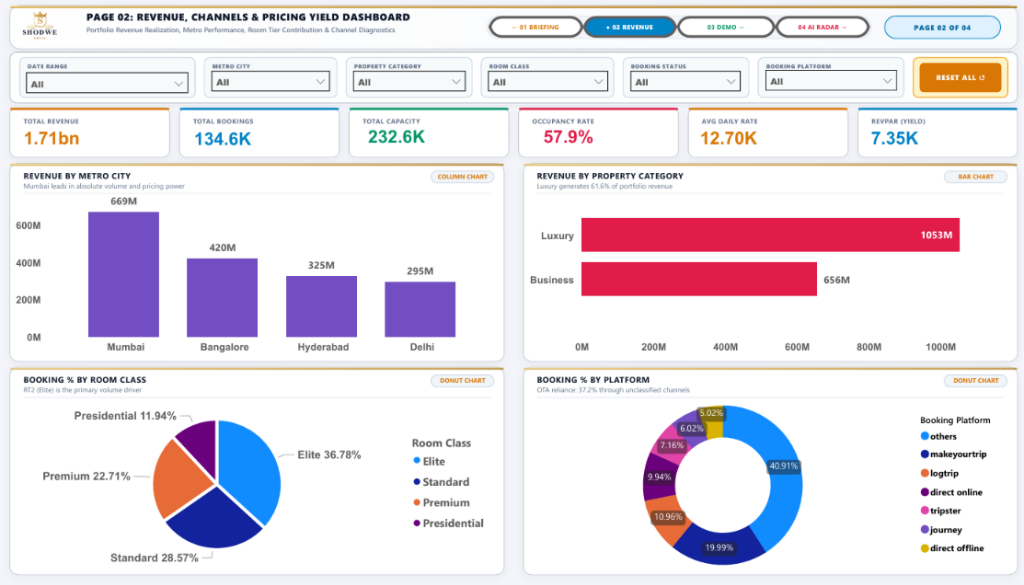 SHODWE
PAGE 02: REVENUE, CHANNELS & PRICING YIELD DASHBOARD
Portfolio Revenue Realization, Metro Performance, Room Tier Contribution & Channel Diagnostics
← 01 BRIEFING
● 02 REVENUE
03 DEMO →
04 AI RADAR →
PAGE 02 OF 04
DATE RANGE
All
METRO CITY
All
PROPERTY CATEGORY
All
ROOM CLASS
All
BOOKING STATUS
All
BOOKING PLATFORM
All
RESET ALL ↺
TOTAL REVENUE
1.71bn
TOTAL BOOKINGS
134.6K
TOTAL CAPACITY
232.6K
OCCUPANCY RATE
57.9%
AVG DAILY RATE
12.70K
REVPAR (YIELD)
7.35K
REVENUE BY METRO CITY
COLUMN CHART
Mumbai leads in absolute volume and pricing power
669M
420M
325M
295M
600M
400M
200M
0M
Mumbai
Bangalore
Hyderabad
Delhi
REVENUE BY PROPERTY CATEGORY
BAR CHART
Luxury generates 61.6% of portfolio revenue
Luxury
1053M
Business
656M
0M
200M
400M
600M
800M
1000M
BOOKING % BY ROOM CLASS
DONUT CHART
RT2 (Elite) is the primary volume driver
Presidential 11.94%
Elite 36.78%
Premium 22.71%
Standard 28.57%
Room Class
Elite
Standard
Premium
Presidential
BOOKING % BY PLATFORM
DONUT CHART
OTA reliance: 37.2% through unclassified channels
5.02%
6.02%
7.16%
9.94%
10.96%
19.99%
40.91%
Booking Platform
others
makeyourtrip
logtrip
direct online
tripster
journey
direct offline